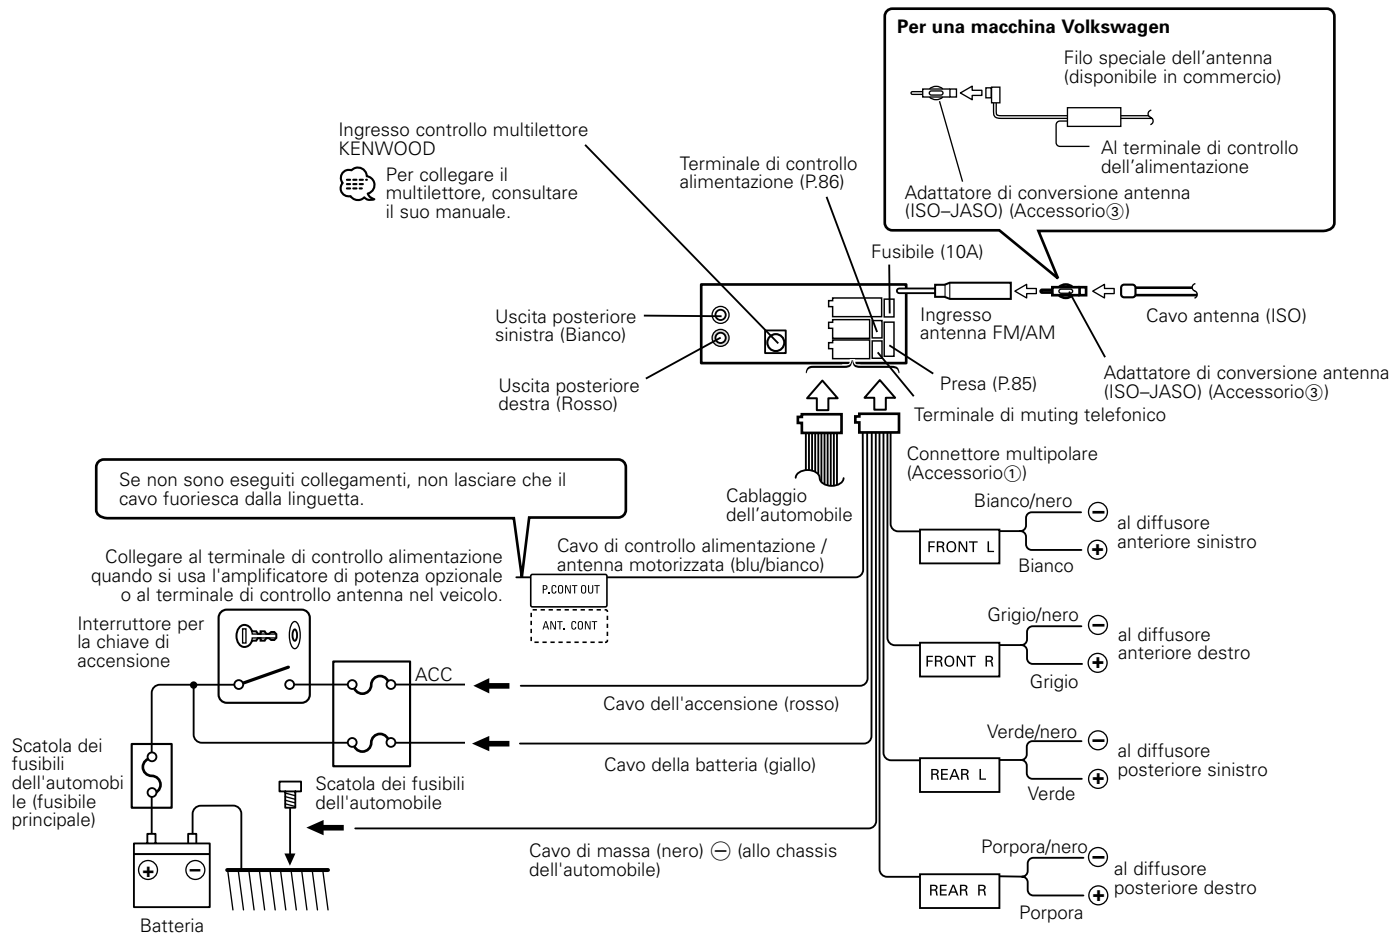 Per una macchina Volkswagen
Filo speciale dell'antenna
(disponibile in commercio)
Al terminale di controllo
dell'alimentazione
Adattatore di conversione antenna
(ISO–JASO) (Accessorio③)
Ingresso controllo multilettore
KENWOOD
Per collegare il
multilettore, consultare
il suo manuale.
Terminale di controllo
alimentazione (P.86)
Fusibile (10A)
Uscita posteriore
sinistra (Bianco)
Uscita posteriore
destra (Rosso)
Ingresso
antenna FM/AM
Cavo antenna (ISO)
Adattatore di conversione antenna
(ISO–JASO) (Accessorio③)
Presa (P.85)
Terminale di muting telefonico
Connettore multipolare
(Accessorio①)
Cablaggio
dell'automobile
Se non sono eseguiti collegamenti, non lasciare che il
cavo fuoriesca dalla linguetta.
Collegare al terminale di controllo alimentazione
quando si usa l'amplificatore di potenza opzionale
o al terminale di controllo antenna nel veicolo.
Cavo di controllo alimentazione /
antenna motorizzata (blu/bianco)
P.CONT OUT
ANT. CONT
Interruttore per
la chiave di
accensione
ACC
Cavo dell'accensione (rosso)
Cavo della batteria (giallo)
Scatola dei
fusibili
dell'automobi
le (fusibile
principale)
Scatola dei fusibili
dell'automobile
Cavo di massa (nero) ⊖ (allo chassis
dell'automobile)
⊕ ⊖
Batteria
Bianco/nero ⊖
FRONT L
Bianco ⊕
al diffusore
anteriore sinistro
Grigio/nero ⊖
FRONT R
Grigio ⊕
al diffusore
anteriore destro
Verde/nero ⊖
REAR L
Verde ⊕
al diffusore
posteriore sinistro
Porpora/nero ⊖
REAR R
Porpora ⊕
al diffusore
posteriore destro